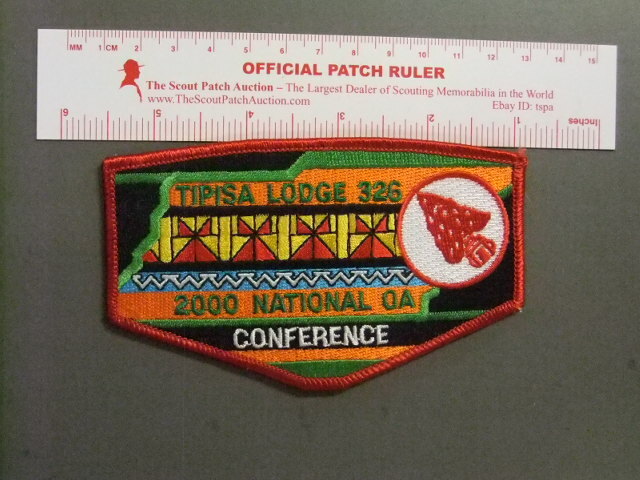 MM 1 CM 2 3 4 5 6 7 8 9 10 11 12 13 14 15
OFFICIAL PATCH RULER
The Scout Patch Auction – The Largest Dealer of Scouting Memorabilia in the World
www.TheScoutPatchAuction.com Ebay ID: tspa
6 5 4 3 2 1 Inches
TIPISA LODGE 326
2000 NATIONAL OA
CONFERENCE